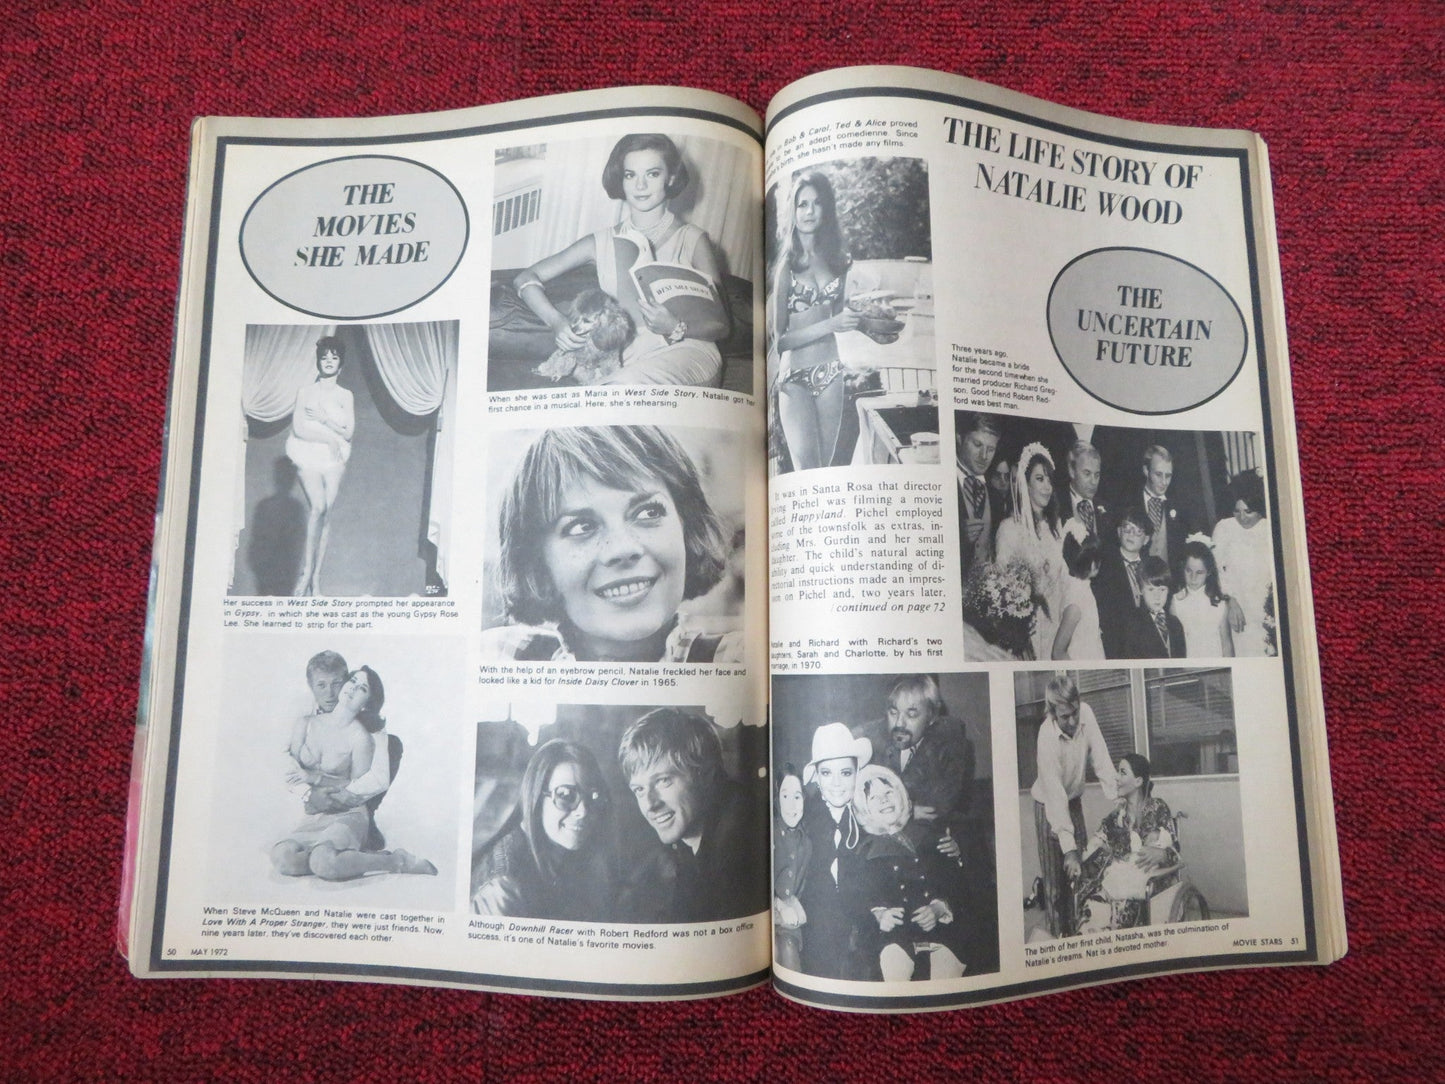 THE
MOVIES
SHE MADE
WEST SIDE STORY
When she was cast as Maria in West Side Story, Natalie got her
first chance in a musical. Here, she's rehearsing.
Her success in West Side Story prompted her appearance
in Gypsy, in which she was cast as the young Gypsy Rose
Lee. She learned to strip for the part.
With the help of an eyebrow pencil, Natalie freckled her face and
looked like a kid for Inside Daisy Clover in 1965.
When Steve McQueen and Natalie were cast together in
Love With A Proper Stranger, they were just friends. Now,
nine years later, they've discovered each other.
Although Downhill Racer with Robert Redford was not a box office
success, it's one of Natalie's favorite movies.
50 MAY 1972
in Bob & Carol, Ted & Alice proved
to be an adept comedienne. Since
birth, she hasn't made any films.
THE LIFE STORY OF
NATALIE WOOD
THE
UNCERTAIN
FUTURE
Three years ago,
Natalie became a bride
for the second time when she
married producer Richard Greg-
son. Good friend Robert Red-
ford was best man.
It was in Santa Rosa that director
Irving Pichel was filming a movie
called Happyland. Pichel employed
some of the townsfolk as extras, in-
cluding Mrs. Gurdin and her small
daughter. The child's natural acting
ability and quick understanding of di-
rectorial instructions made an impres-
sion on Pichel and, two years later,
/continued on page 72
Natalie and Richard with Richard's two
daughters, Sarah and Charlotte, by his first
marriage, in 1970.
The birth of her first child, Natasha, was the culmination of
Natalie's dreams. Nat is a devoted mother.
MOVIE STARS 51